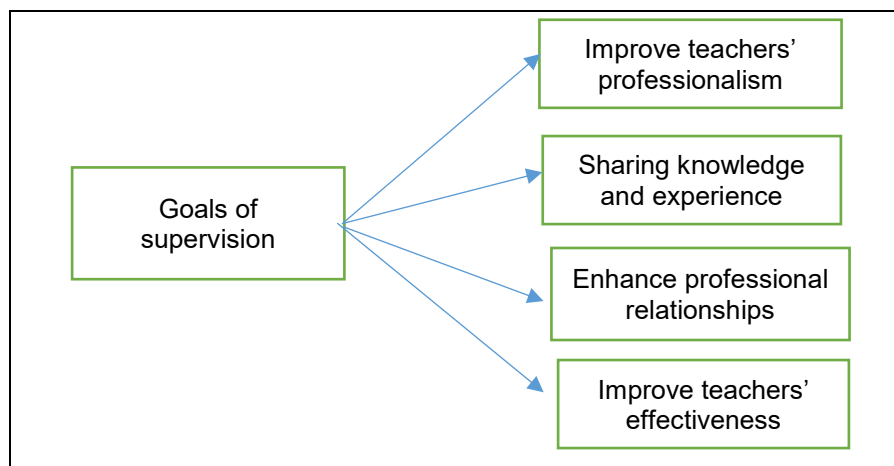 Goals of
supervision
Improve teachers’
professionalism
Sharing knowledge
and experience
Enhance professional
relationships
Improve teachers’
effectiveness